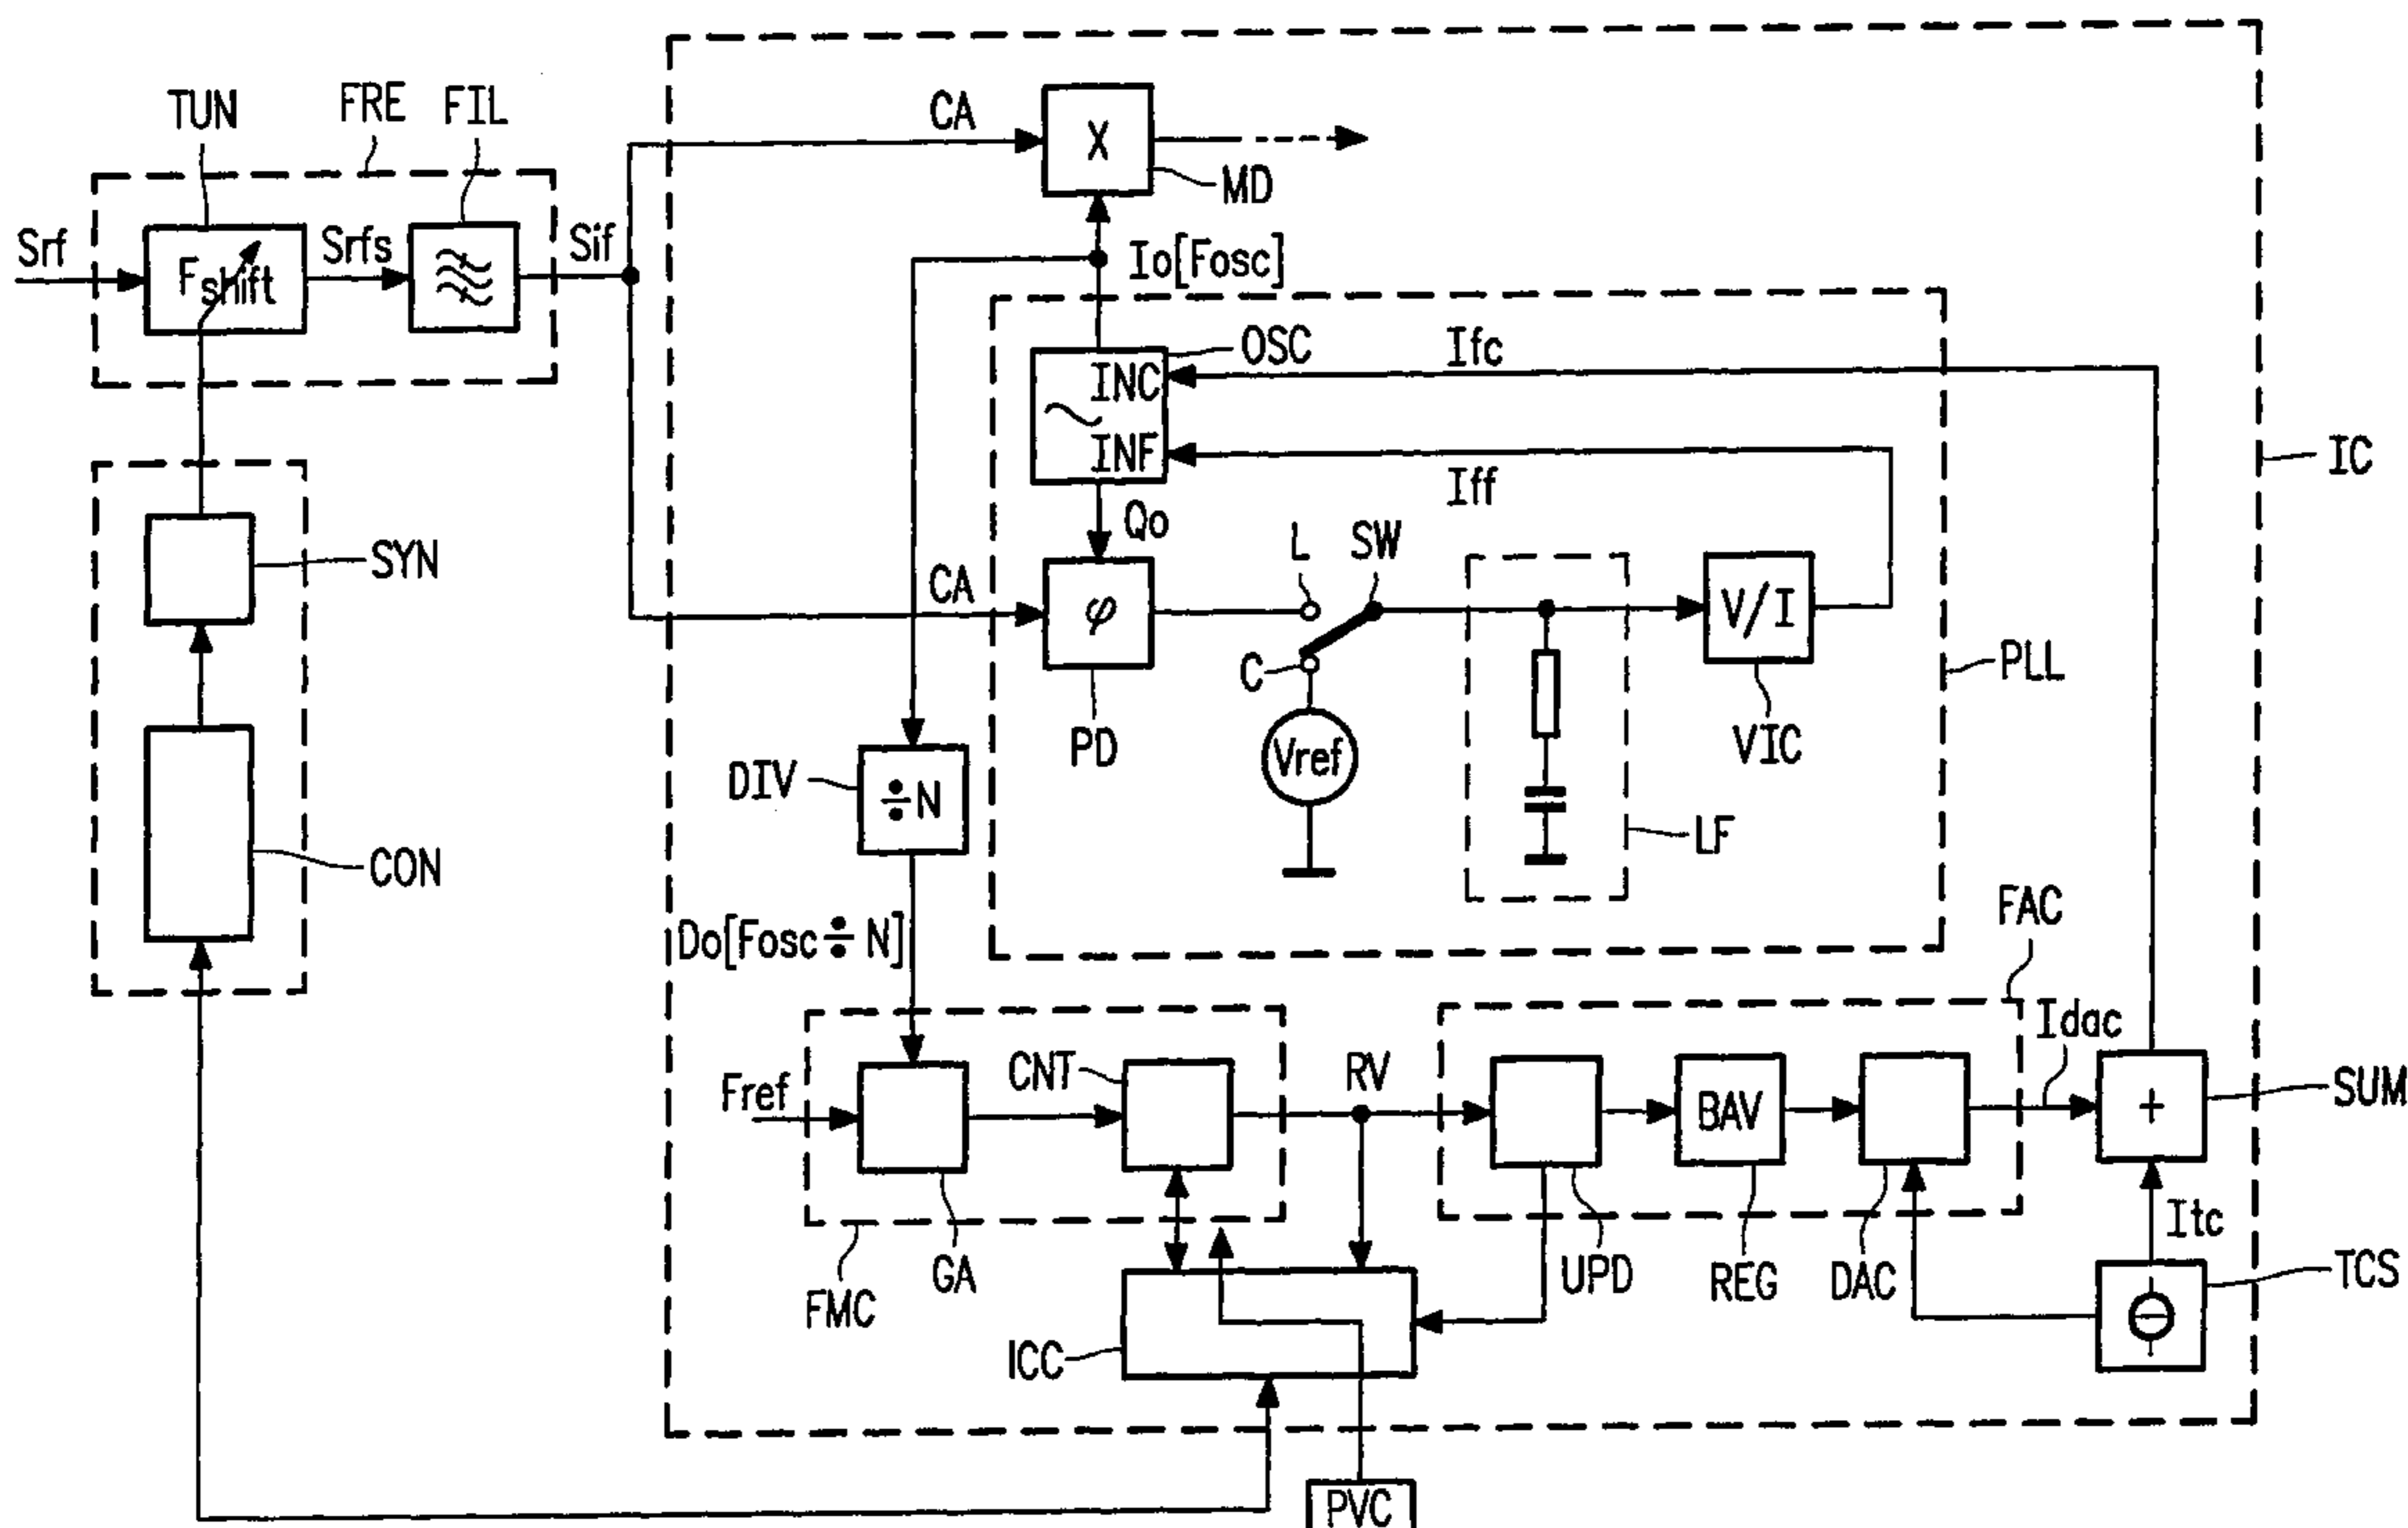 TUN
FRE
FIL
CA
X
MD
Srf
Fshift
Srfs
Sif
Io[Fosc]
OSC
INC
INF
Ifc
Iff
IC
Qo
SYN
CA
φ
L
SW
V/I
C
PD
Vref
VIC
PLL
DIV
÷N
LF
CON
Do[Fosc÷N]
FAC
Idac
Fref
CNT
RV
BAV
+
SUM
Itc
FMC
GA
UPD
REG
DAC
TCS
ICC
PVC